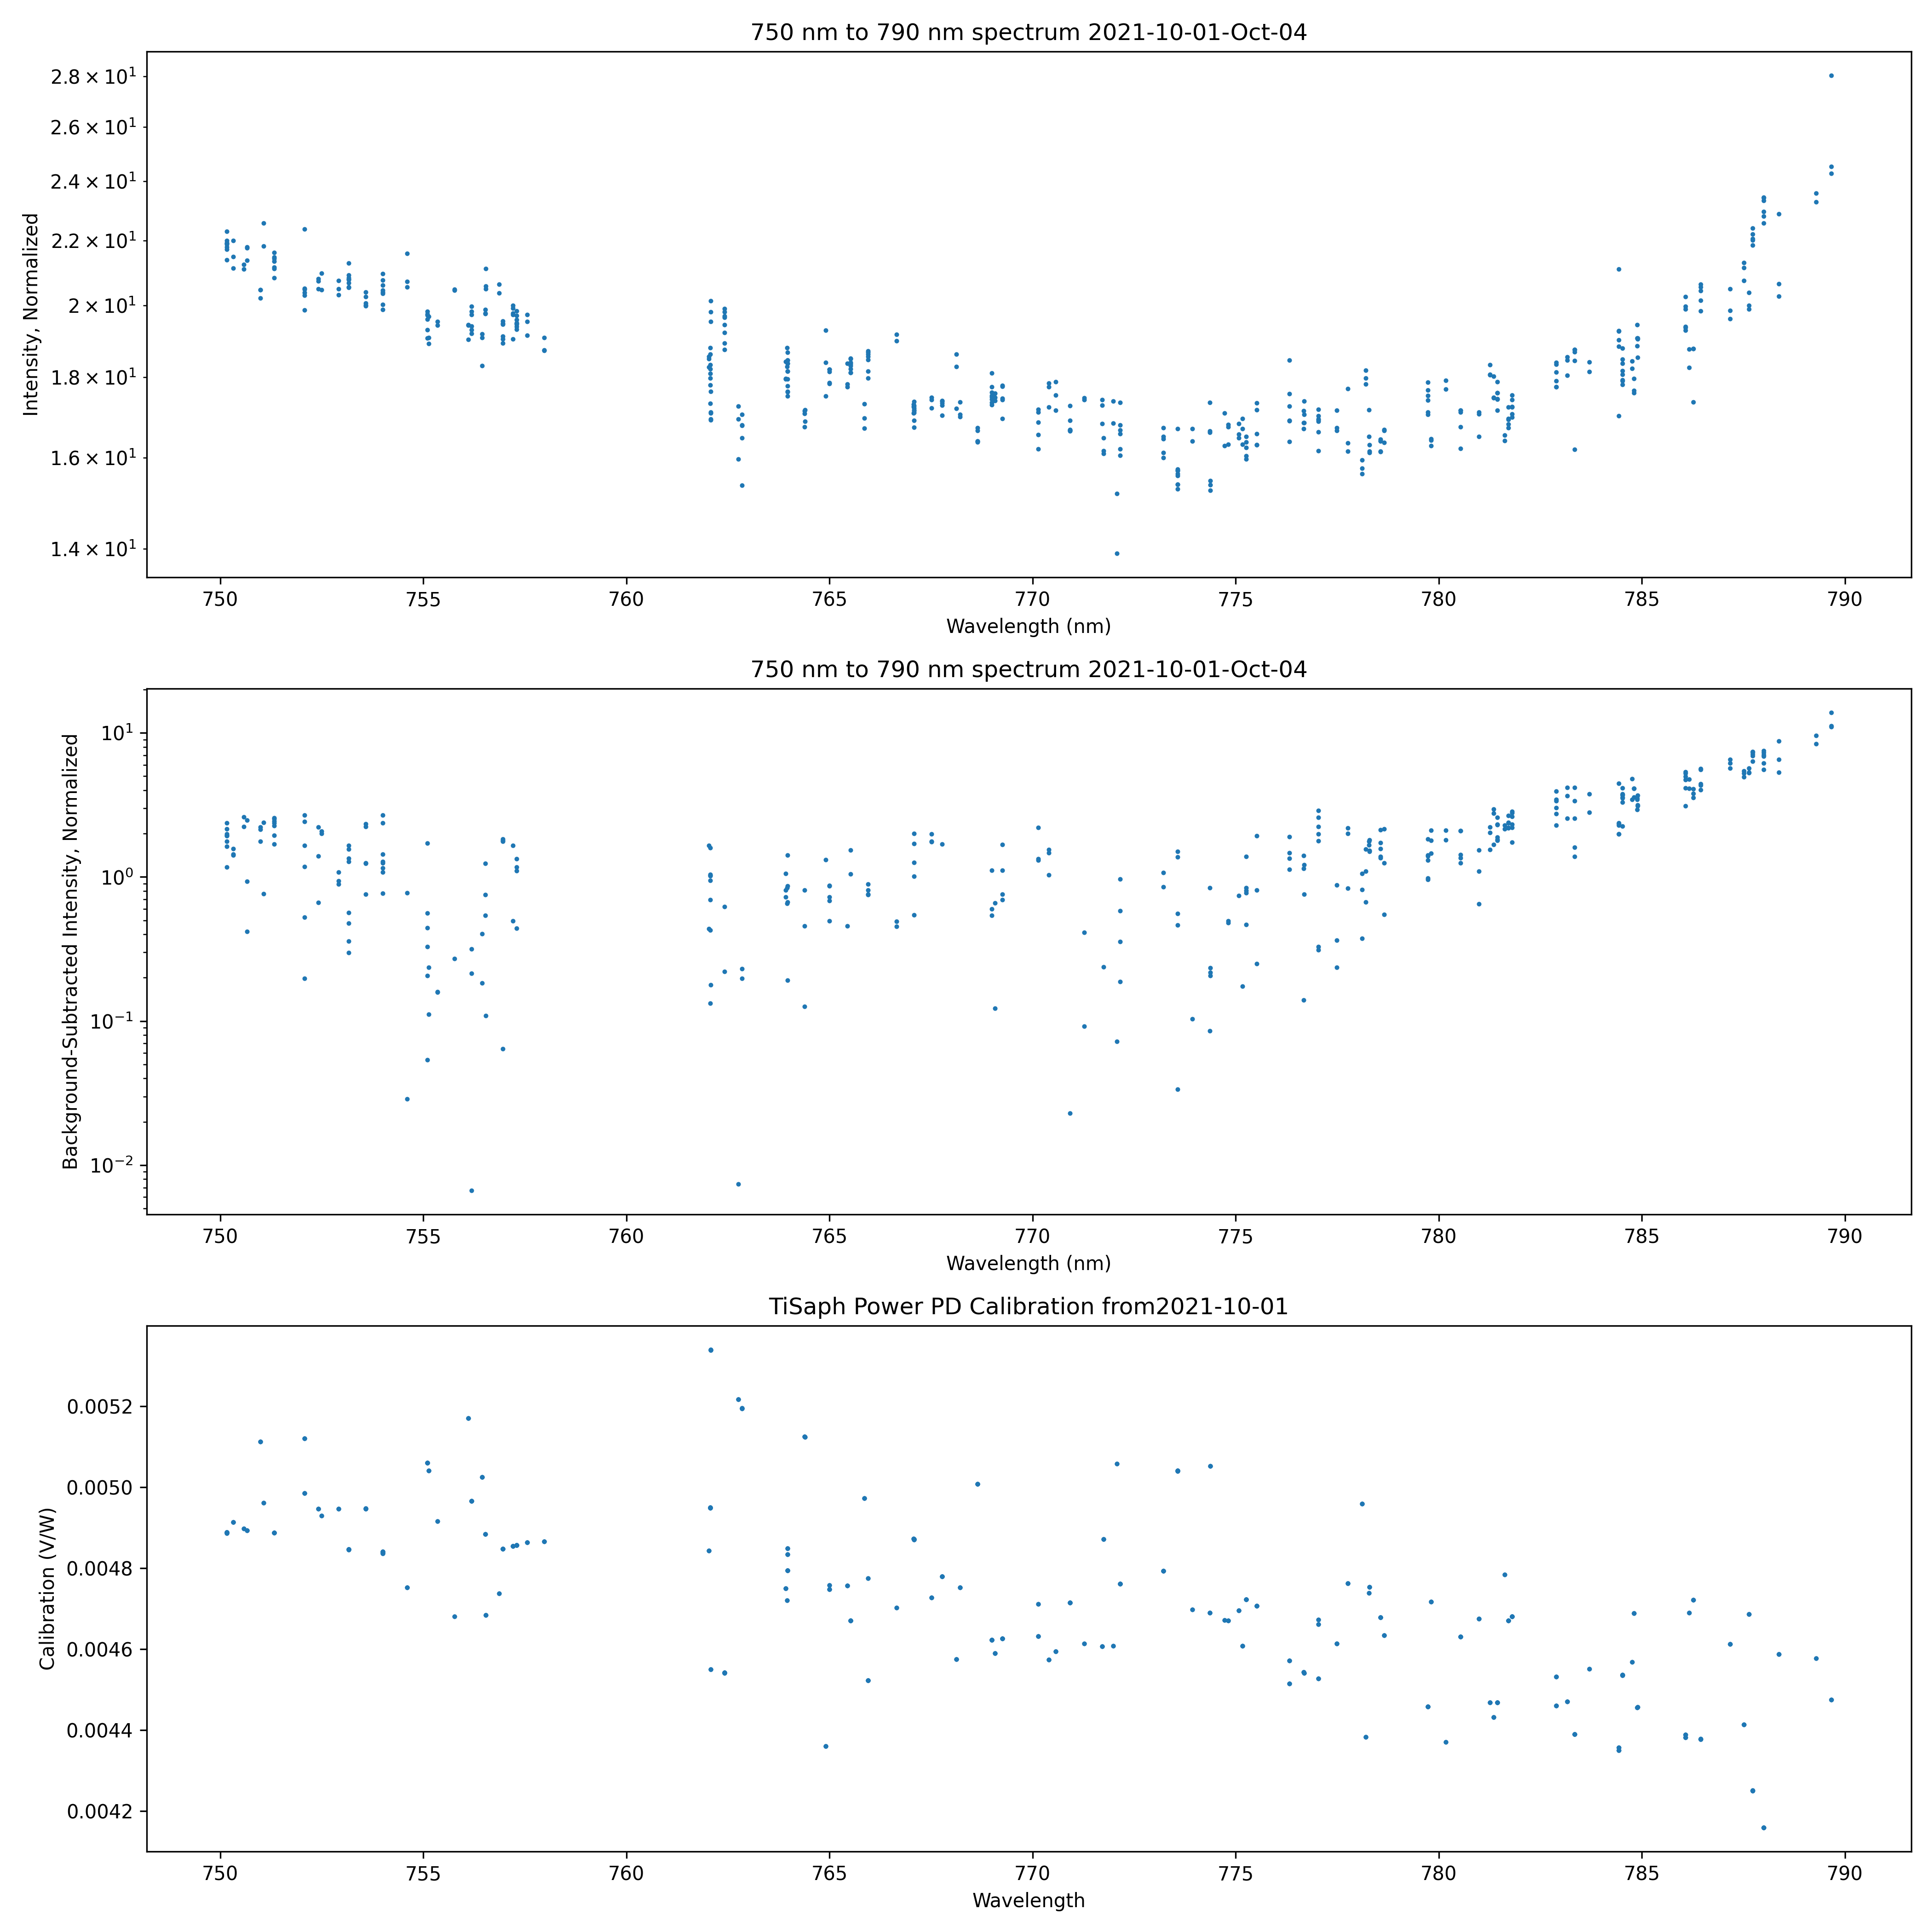 750 nm to 790 nm spectrum 2021-10-01-Oct-04
Intensity, Normalized
2.8 × 10¹
2.6 × 10¹
2.4 × 10¹
2.2 × 10¹
2 × 10¹
1.8 × 10¹
1.6 × 10¹
1.4 × 10¹
750 755 760 765 770 775 780 785 790
Wavelength (nm)
750 nm to 790 nm spectrum 2021-10-01-Oct-04
Background-Subtracted Intensity, Normalized
10¹
10⁰
10⁻¹
10⁻²
750 755 760 765 770 775 780 785 790
Wavelength (nm)
TiSaph Power PD Calibration from2021-10-01
Calibration (V/W)
0.0052
0.0050
0.0048
0.0046
0.0044
0.0042
750 755 760 765 770 775 780 785 790
Wavelength